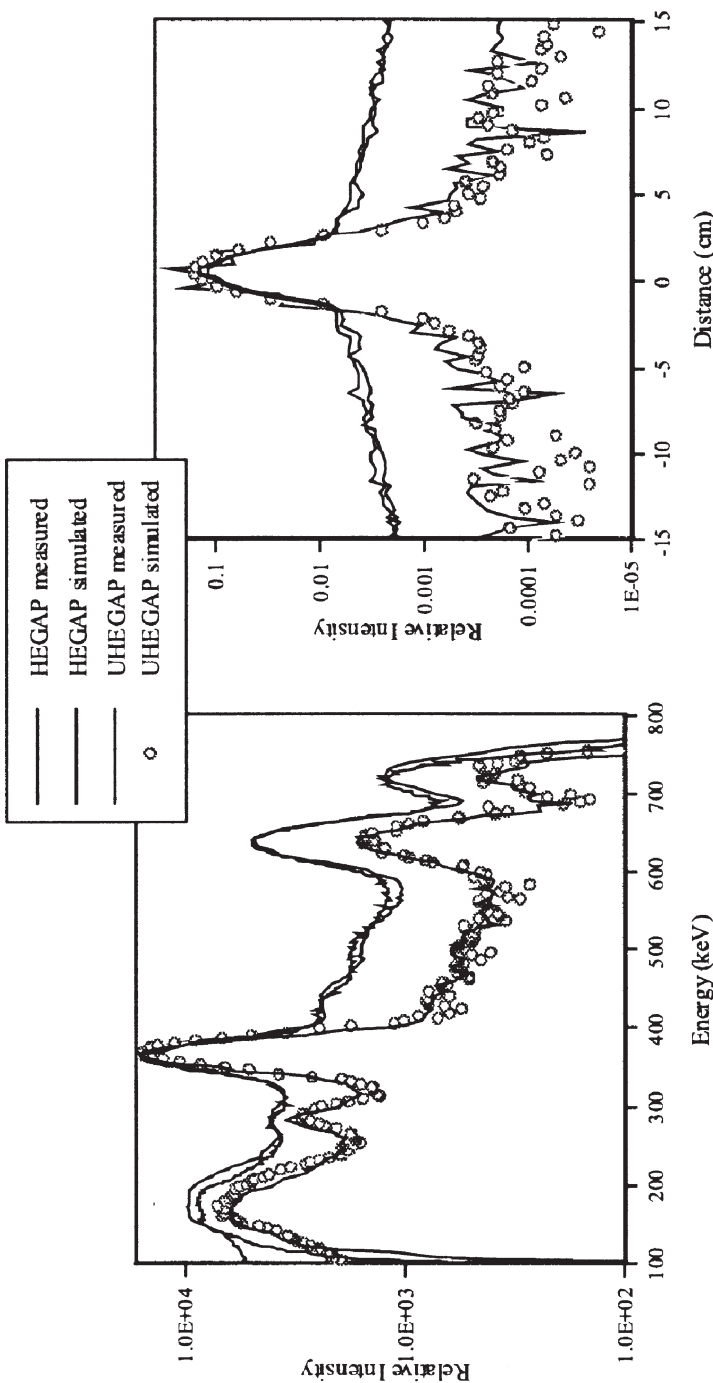 HEGAP measured
HEGAP simulated
UHEGAP measured
UHEGAP simulated
Relative Intensity
1.0E+04
1.0E+03
1.0E+02
100
200
300
400
500
600
700
800
Energy (keV)
Relative Intensity
0.1
0.01
0.001
0.0001
1E-05
-15
-10
-5
0
5
10
15
Distance (cm)